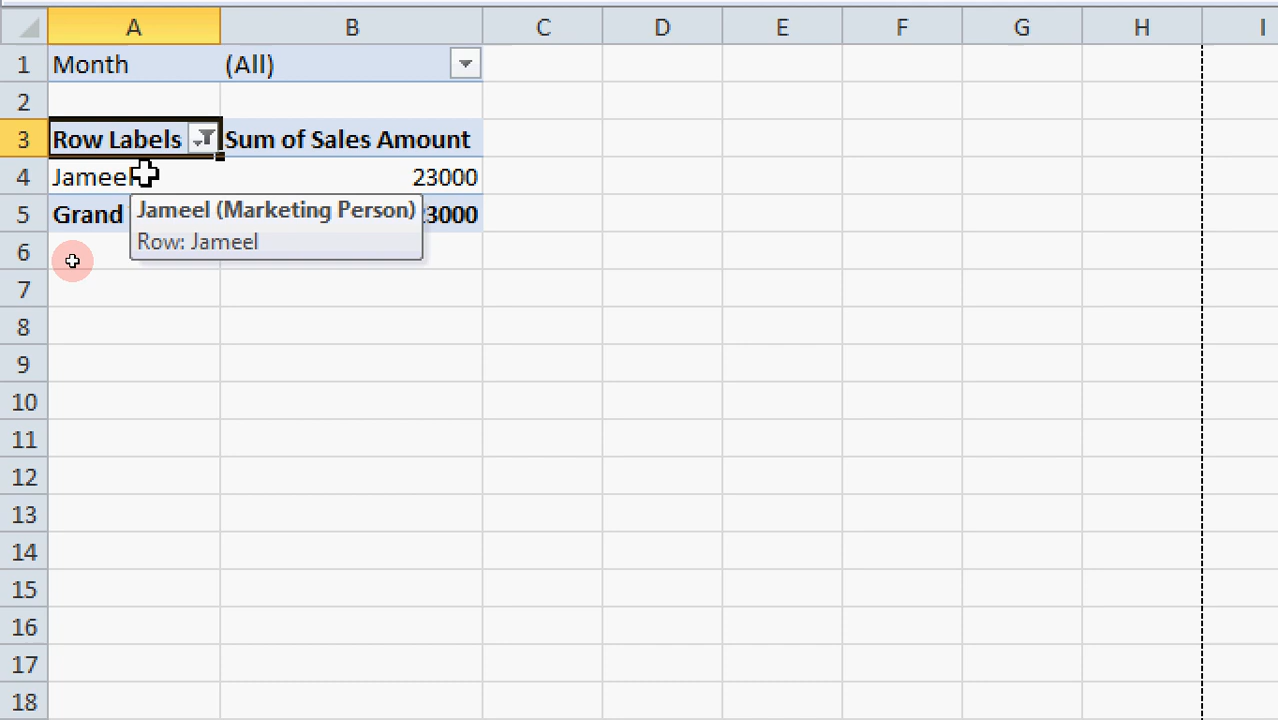 A B C D E F G H I
1 Month (All)
2
3 Row Labels Sum of Sales Amount
4 Jameel 23000
5 Grand 23000
Jameel (Marketing Person)
Row: Jameel
6
7
8
9
10
11
12
13
14
15
16
17
18